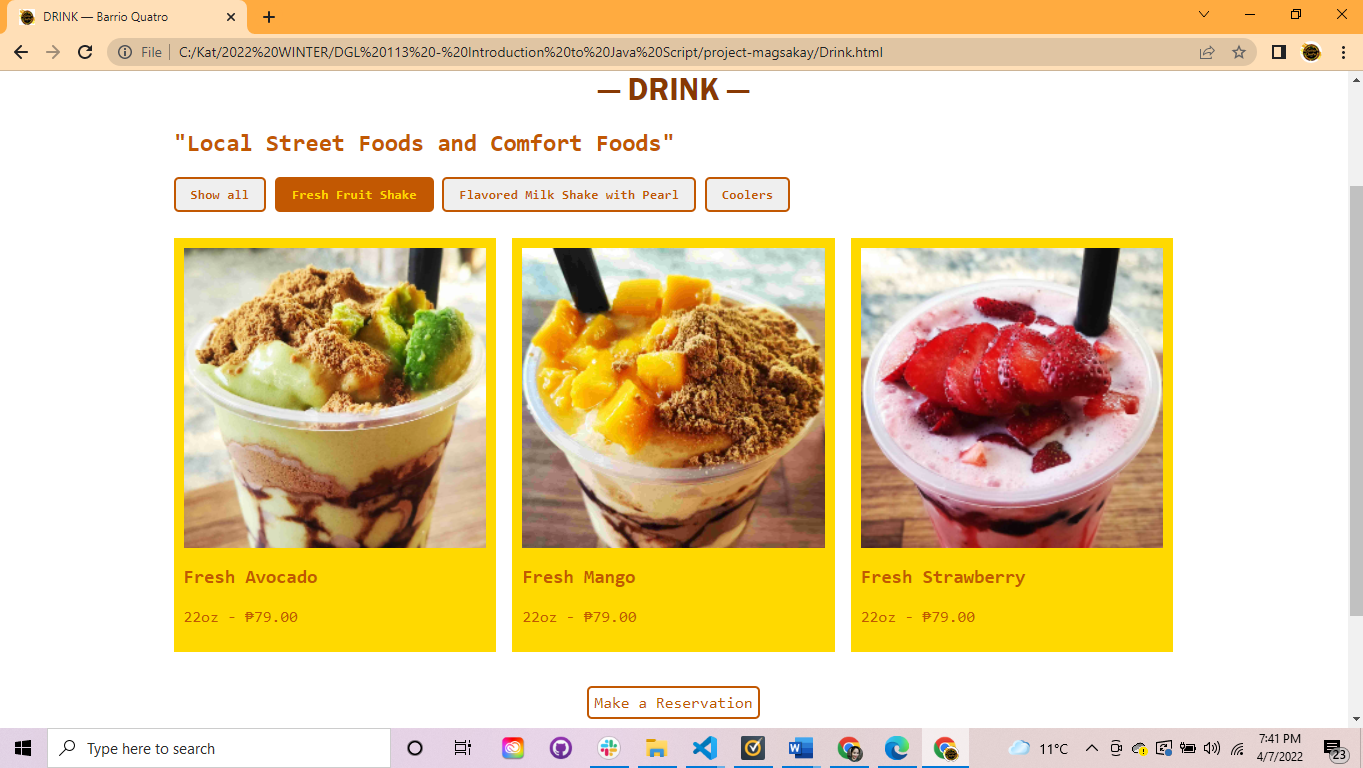 DRINK — Barrio Quatro
File | C:/Kat/2022%20WINTER/DGL%20113%20-%20Introduction%20to%20Java%20Script/project-magsakay/Drink.html
— DRINK —
"Local Street Foods and Comfort Foods"
Show all Fresh Fruit Shake Flavored Milk Shake with Pearl Coolers
Fresh Avocado Fresh Mango Fresh Strawberry
22oz - ₱79.00 22oz - ₱79.00 22oz - ₱79.00
Make a Reservation
Type here to search 11°C 7:41 PM
4/7/2022 23